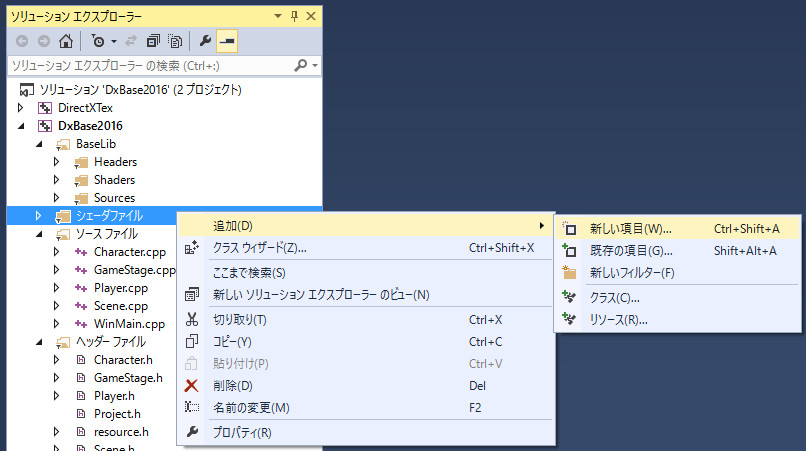 ソリューション エクスプローラー
ソリューション エクスプローラー の検索 (Ctrl+:)
ソリューション 'DxBase2016' (2 プロジェクト)
DirectXTex
DxBase2016
BaseLib
Headers
Shaders
Sources
シェーダファイル
ソース ファイル
Character.cpp
GameStage.cpp
Player.cpp
Scene.cpp
WinMain.cpp
ヘッダー ファイル
Character.h
GameStage.h
Player.h
Project.h
resource.h
Scene.h
追加(D)
クラス ウィザード(Z)... Ctrl+Shift+X
ここまで検索(S)
新しい ソリューション エクスプローラー のビュー(N)
切り取り(T) Ctrl+X
コピー(Y) Ctrl+C
貼り付け(P) Ctrl+V
削除(D) Del
名前の変更(M) F2
プロパティ(R)
新しい項目(W)... Ctrl+Shift+A
既存の項目(G)... Shift+Alt+A
新しいフィルター(F)
クラス(C)...
リソース(R)...